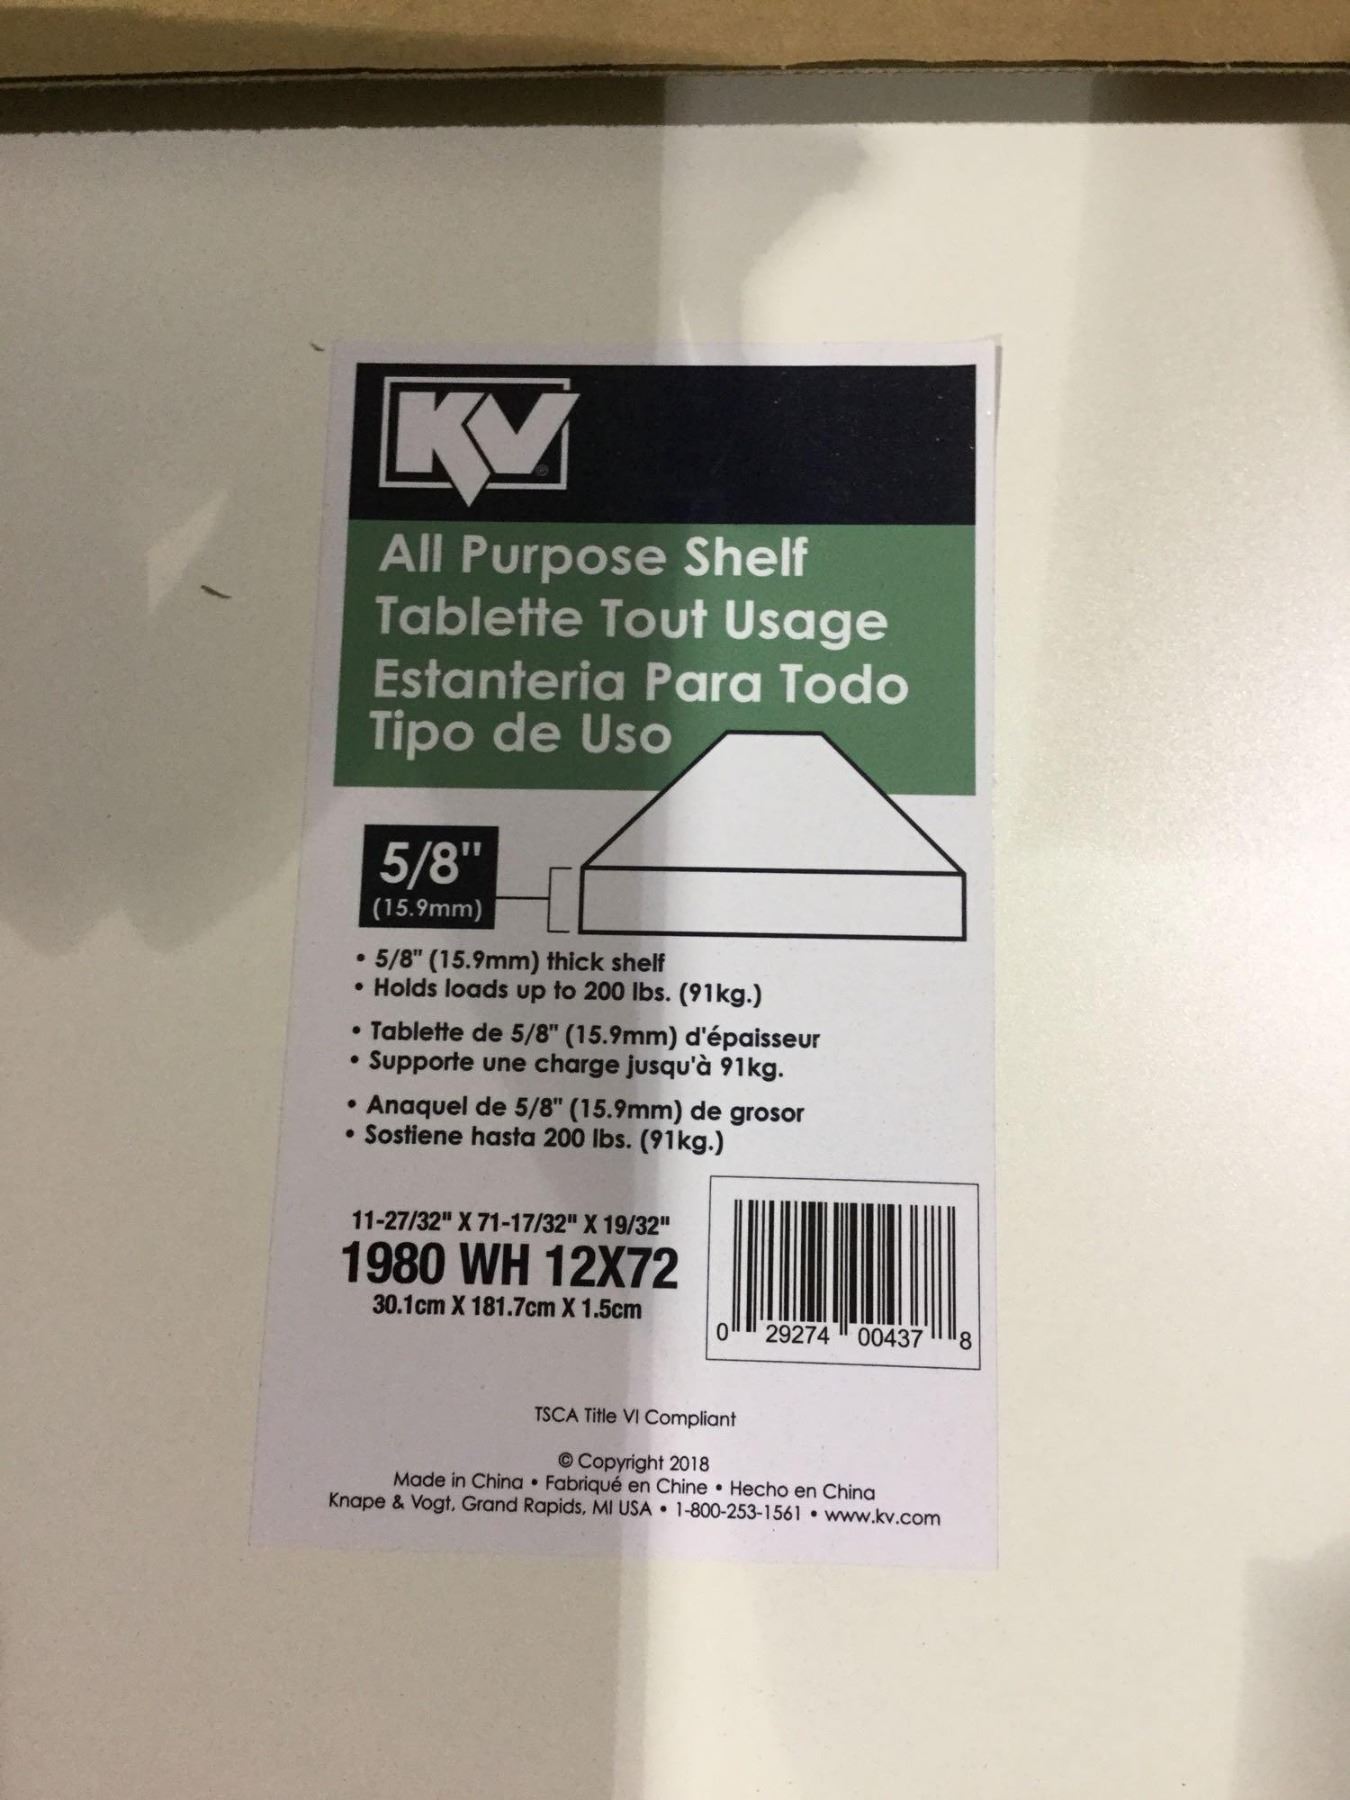 KV®
All Purpose Shelf
Tablette Tout Usage
Estanteria Para Todo
Tipo de Uso
5/8"
(15.9mm)
• 5/8" (15.9mm) thick shelf
• Holds loads up to 200 lbs. (91kg.)
• Tablette de 5/8" (15.9mm) d'épaisseur
• Supporte une charge jusqu'à 91kg.
• Anaquel de 5/8" (15.9mm) de grosor
• Sostiene hasta 200 lbs. (91kg.)
11-27/32" X 71-17/32" X 19/32"
1980 WH 12X72
30.1cm X 181.7cm X 1.5cm
0 29274 00437 8
TSCA Title VI Compliant
© Copyright 2018
Made in China • Fabriqué en Chine • Hecho en China
Knape & Vogt, Grand Rapids, MI USA • 1-800-253-1561 • www.kv.com